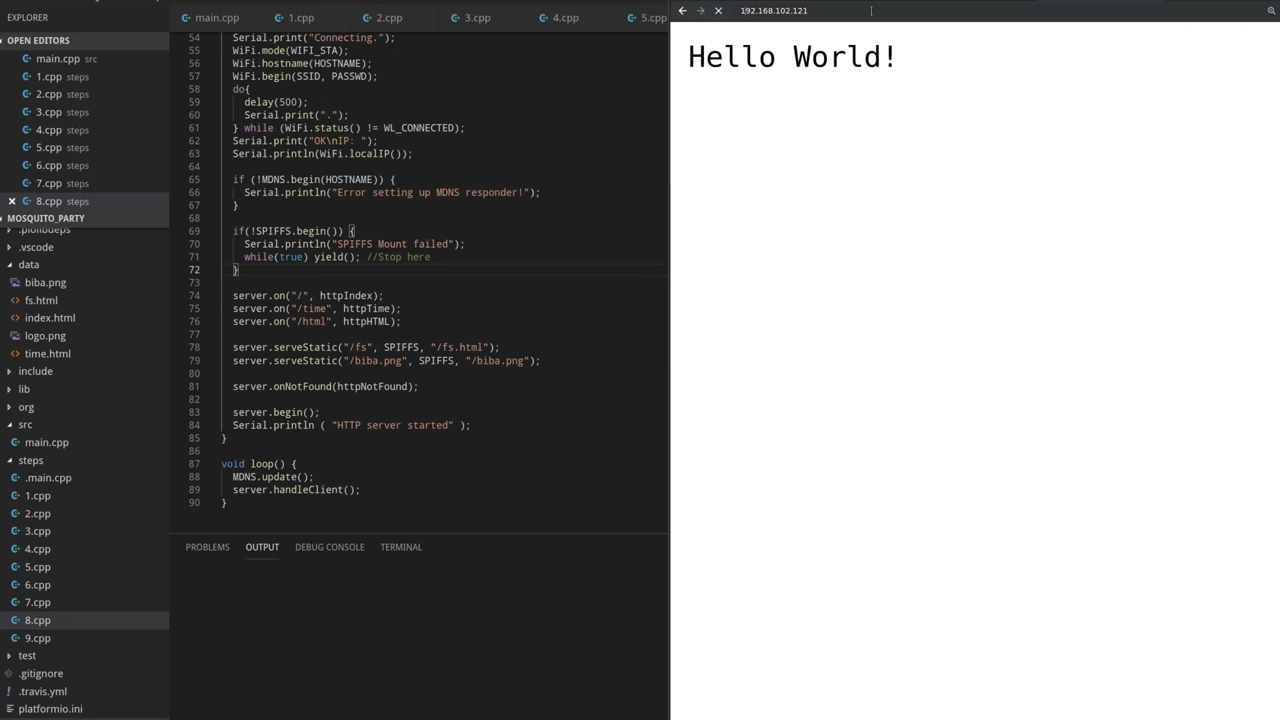 EXPLORER
OPEN EDITORS
main.cpp src
1.cpp steps
2.cpp steps
3.cpp steps
4.cpp steps
5.cpp steps
6.cpp steps
7.cpp steps
8.cpp steps
MOSQUITO_PARTY
.piolibdeps
.vscode
data
biba.png
fs.html
index.html
logo.png
time.html
include
lib
org
src
main.cpp
steps
.main.cpp
1.cpp
2.cpp
3.cpp
4.cpp
5.cpp
6.cpp
7.cpp
8.cpp
9.cpp
test
.gitignore
.travis.yml
platformio.ini
main.cpp 1.cpp 2.cpp 3.cpp 4.cpp 5.cpp
54 Serial.print("Connecting.");
55 WiFi.mode(WIFI_STA);
56 WiFi.hostname(HOSTNAME);
57 WiFi.begin(SSID, PASSWD);
58 do{
59 delay(500);
60 Serial.print(".");
61 } while (WiFi.status() != WL_CONNECTED);
62 Serial.print("OK\nIP: ");
63 Serial.println(WiFi.localIP());
64
65 if (!MDNS.begin(HOSTNAME)) {
66 Serial.println("Error setting up MDNS responder!");
67 }
68
69 if(!SPIFFS.begin()) {
70 Serial.println("SPIFFS Mount failed");
71 while(true) yield(); //Stop here
72 }
73
74 server.on("/", httpIndex);
75 server.on("/time", httpTime);
76 server.on("/html", httpHTML);
77
78 server.serveStatic("/fs", SPIFFS, "/fs.html");
79 server.serveStatic("/biba.png", SPIFFS, "/biba.png");
80
81 server.onNotFound(httpNotFound);
82
83 server.begin();
84 Serial.println ( "HTTP server started" );
85 }
86
87 void loop() {
88 MDNS.update();
89 server.handleClient();
90 }
PROBLEMS OUTPUT DEBUG CONSOLE TERMINAL
192.168.102.121
Hello World!